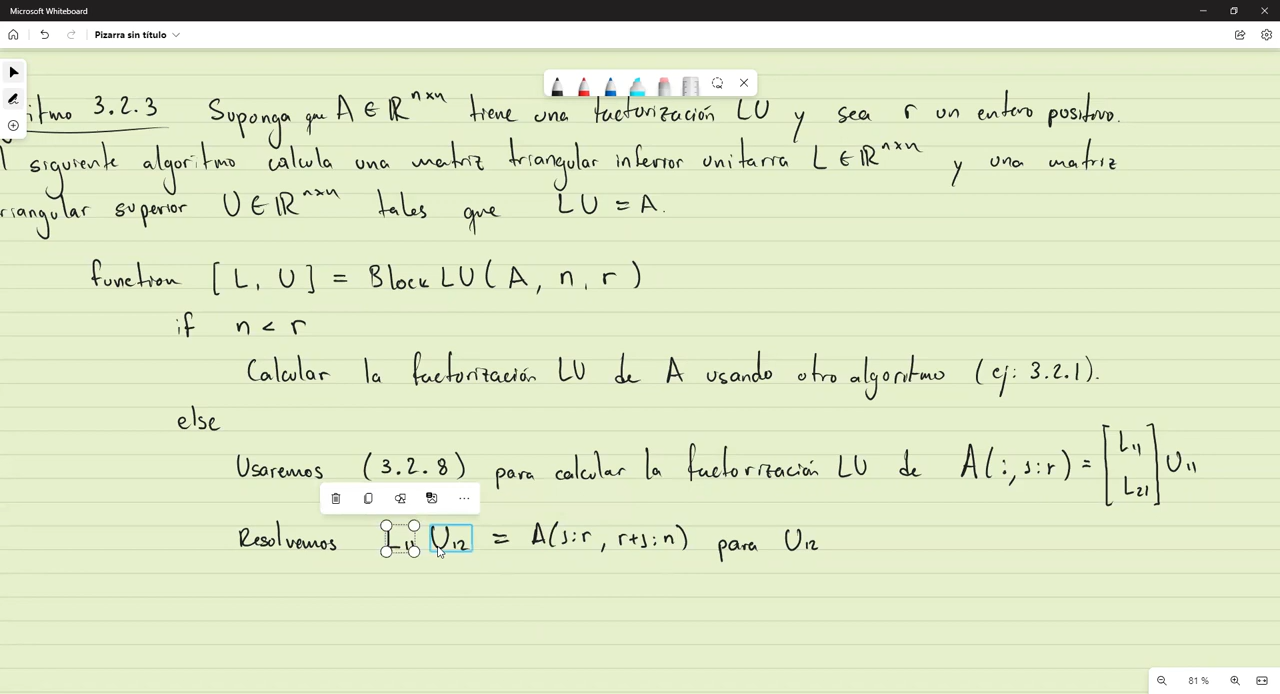 Microsoft Whiteboard
Pizarra sin título
itmo 3.2.3 Suponga que A ∈ ℝⁿˣⁿ tiene una factorización LU y sea r un entero positivo.
l siguiente algoritmo calcula una matriz triangular inferior unitaria L ∈ ℝⁿˣⁿ y una matriz
riangular superior U ∈ ℝⁿˣⁿ tales que LU = A.
function [L, U] = Block LU(A, n, r)
if n < r
Calcular la factorización LU de A usando otro algoritmo (ej: 3.2.1).
else
Usaremos (3.2.8) para calcular la factorización LU de A(:, 1:r) = [L₁₁ L₂₁] U₁₁
Resolvemos L₁₁ U₁₂ = A(1:r, r+1:n) para U₁₂
81 %